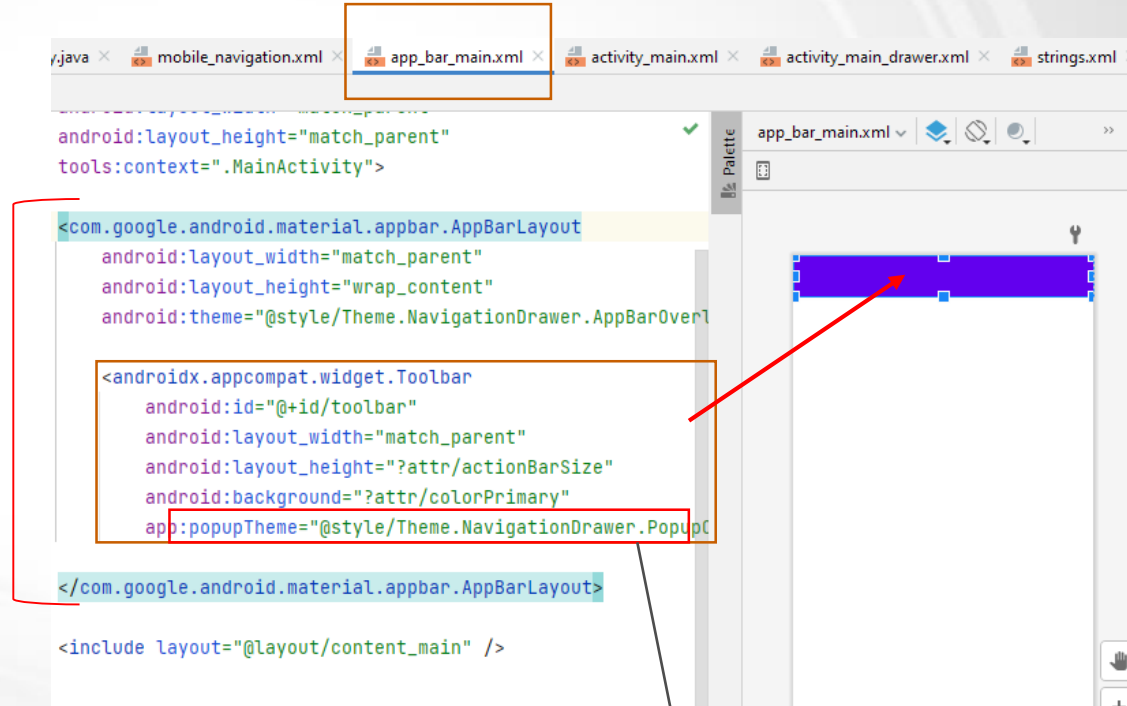 y.java mobile_navigation.xml app_bar_main.xml activity_main.xml activity_main_drawer.xml strings.xml
android:layout_height="match_parent"
tools:context=".MainActivity">
<com.google.android.material.appbar.AppBarLayout
android:layout_width="match_parent"
android:layout_height="wrap_content"
android:theme="@style/Theme.NavigationDrawer.AppBarOverl
<androidx.appcompat.widget.Toolbar
android:id="@+id/toolbar"
android:layout_width="match_parent"
android:layout_height="?attr/actionBarSize"
android:background="?attr/colorPrimary"
app:popupTheme="@style/Theme.NavigationDrawer.PopupO
</com.google.android.material.appbar.AppBarLayout>
<include layout="@layout/content_main" />
Palette
app_bar_main.xml